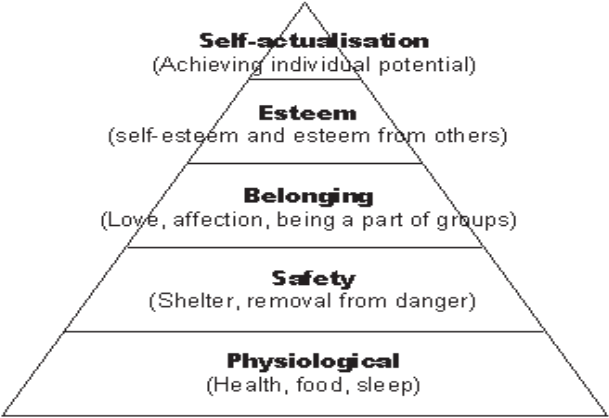 Self-actualisation
(Achieving individual potential)
Esteem
(self-esteem and esteem from others)
Belonging
(Love, affection, being a part of groups)
Safety
(Shelter, removal from danger)
Physiological
(Health, food, sleep)